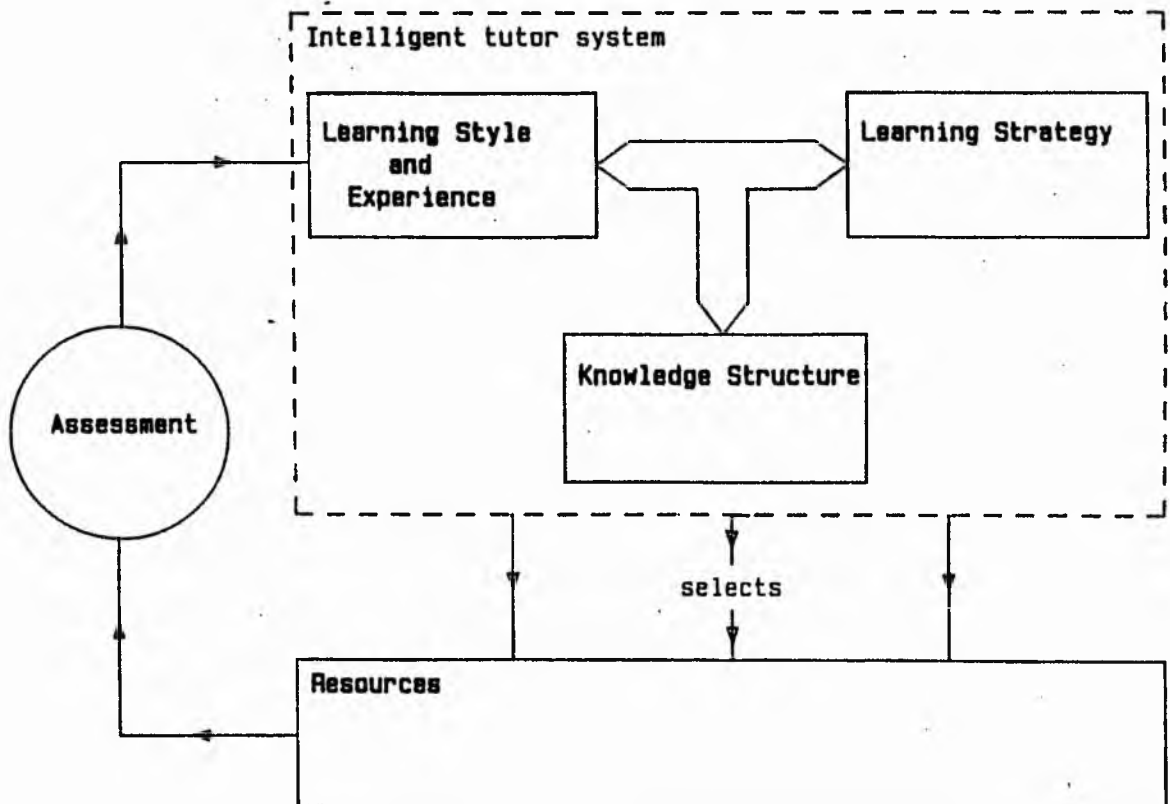 Intelligent tutor system
Learning Style
and
Experience
Learning Strategy
Knowledge Structure
Assessment
selects
Resources